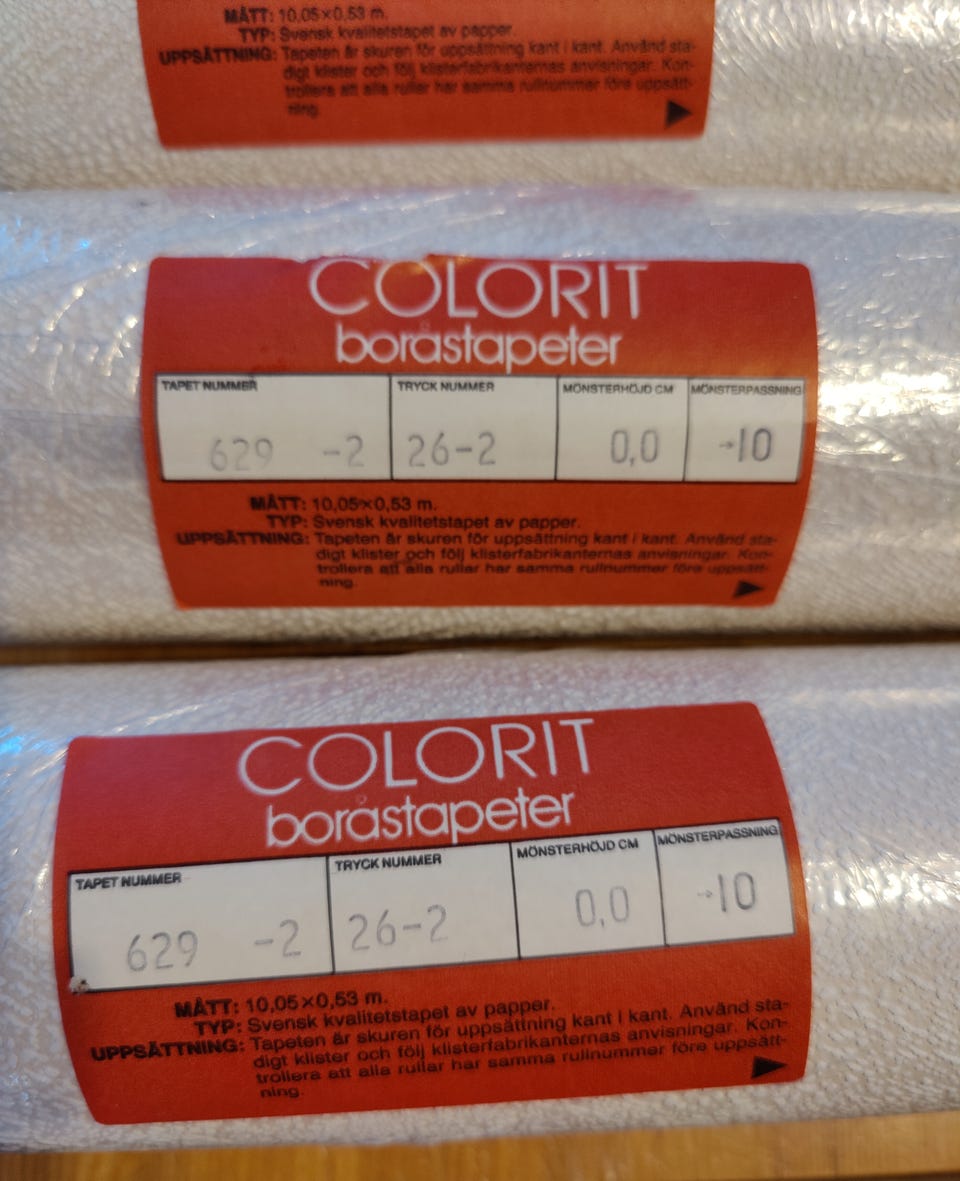 MÅTT: 10,05×0,53 m.
TYP: Svensk kvalitetstapet av papper.
UPPSÄTTNING: Tapeten är skuren för uppsättning kant i kant. Använd sta-
digt klister och följ klisterfabrikanternas anvisningar. Kon-
trollera att alla rullar har samma rullnummer före uppsätt-
ning.
COLORIT
boråstapeter
TAPET NUMMER TRYCK NUMMER MÖNSTERHÖJD CM MÖNSTERPASSNING
629 -2 26-2 0,0 →10
MÅTT: 10,05×0,53 m.
TYP: Svensk kvalitetstapet av papper.
UPPSÄTTNING: Tapeten är skuren för uppsättning kant i kant. Använd sta-
digt klister och följ klisterfabrikanternas anvisningar. Kon-
trollera att alla rullar har samma rullnummer före uppsätt-
ning.
COLORIT
boråstapeter
TAPET NUMMER TRYCK NUMMER MÖNSTERHÖJD CM MÖNSTERPASSNING
629 -2 26-2 0,0 →10
MÅTT: 10,05×0,53 m.
TYP: Svensk kvalitetstapet av papper.
UPPSÄTTNING: Tapeten är skuren för uppsättning kant i kant. Använd sta-
digt klister och följ klisterfabrikanternas anvisningar. Kon-
trollera att alla rullar har samma rullnummer före uppsätt-
ning.